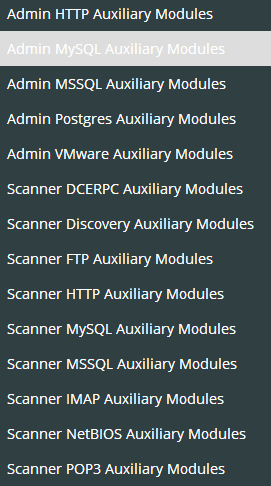 Admin HTTP Auxiliary Modules
Admin MySQL Auxiliary Modules
Admin MSSQL Auxiliary Modules
Admin Postgres Auxiliary Modules
Admin VMware Auxiliary Modules
Scanner DCERPC Auxiliary Modules
Scanner Discovery Auxiliary Modules
Scanner FTP Auxiliary Modules
Scanner HTTP Auxiliary Modules
Scanner MySQL Auxiliary Modules
Scanner MSSQL Auxiliary Modules
Scanner IMAP Auxiliary Modules
Scanner NetBIOS Auxiliary Modules
Scanner POP3 Auxiliary Modules